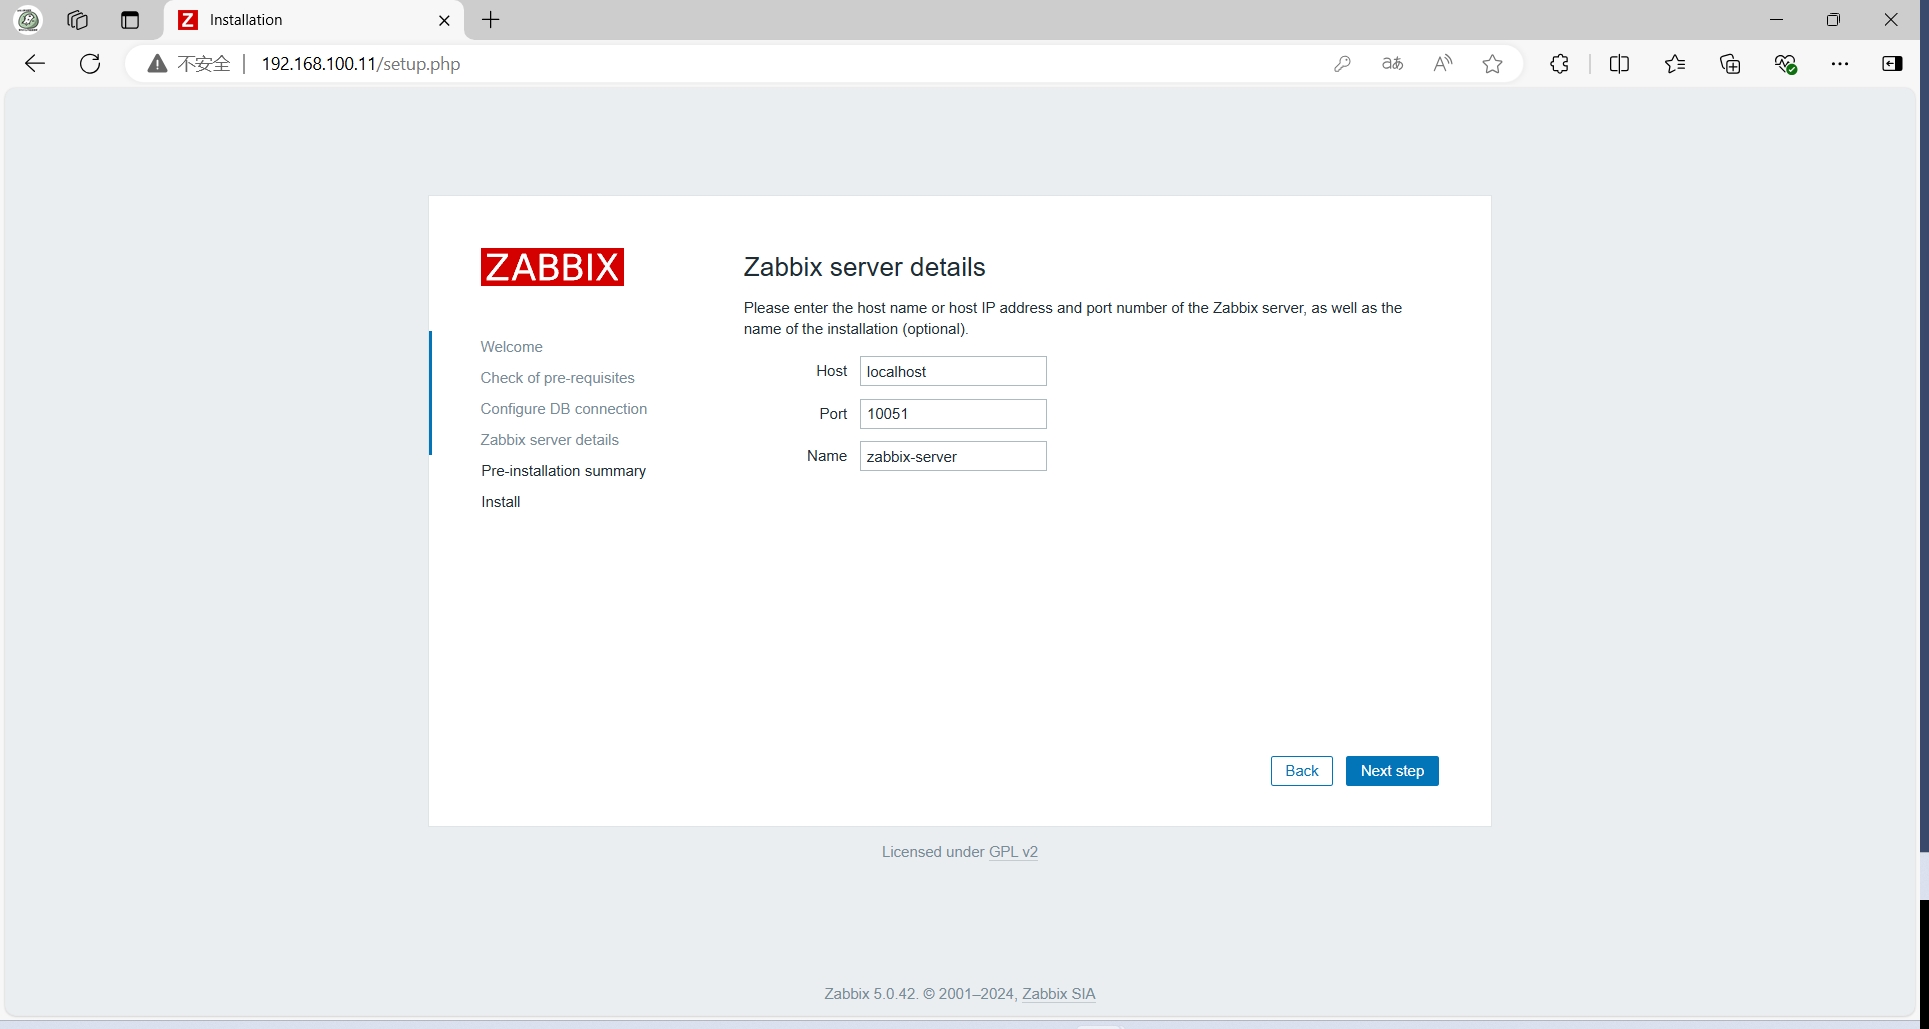 Installation
不安全 192.168.100.11/setup.php
ZABBIX
Welcome
Check of pre-requisites
Configure DB connection
Zabbix server details
Pre-installation summary
Install
Zabbix server details
Please enter the host name or host IP address and port number of the Zabbix server, as well as the
name of the installation (optional).
Host localhost
Port 10051
Name zabbix-server
Back Next step
Licensed under GPL v2
Zabbix 5.0.42. © 2001–2024, Zabbix SIA